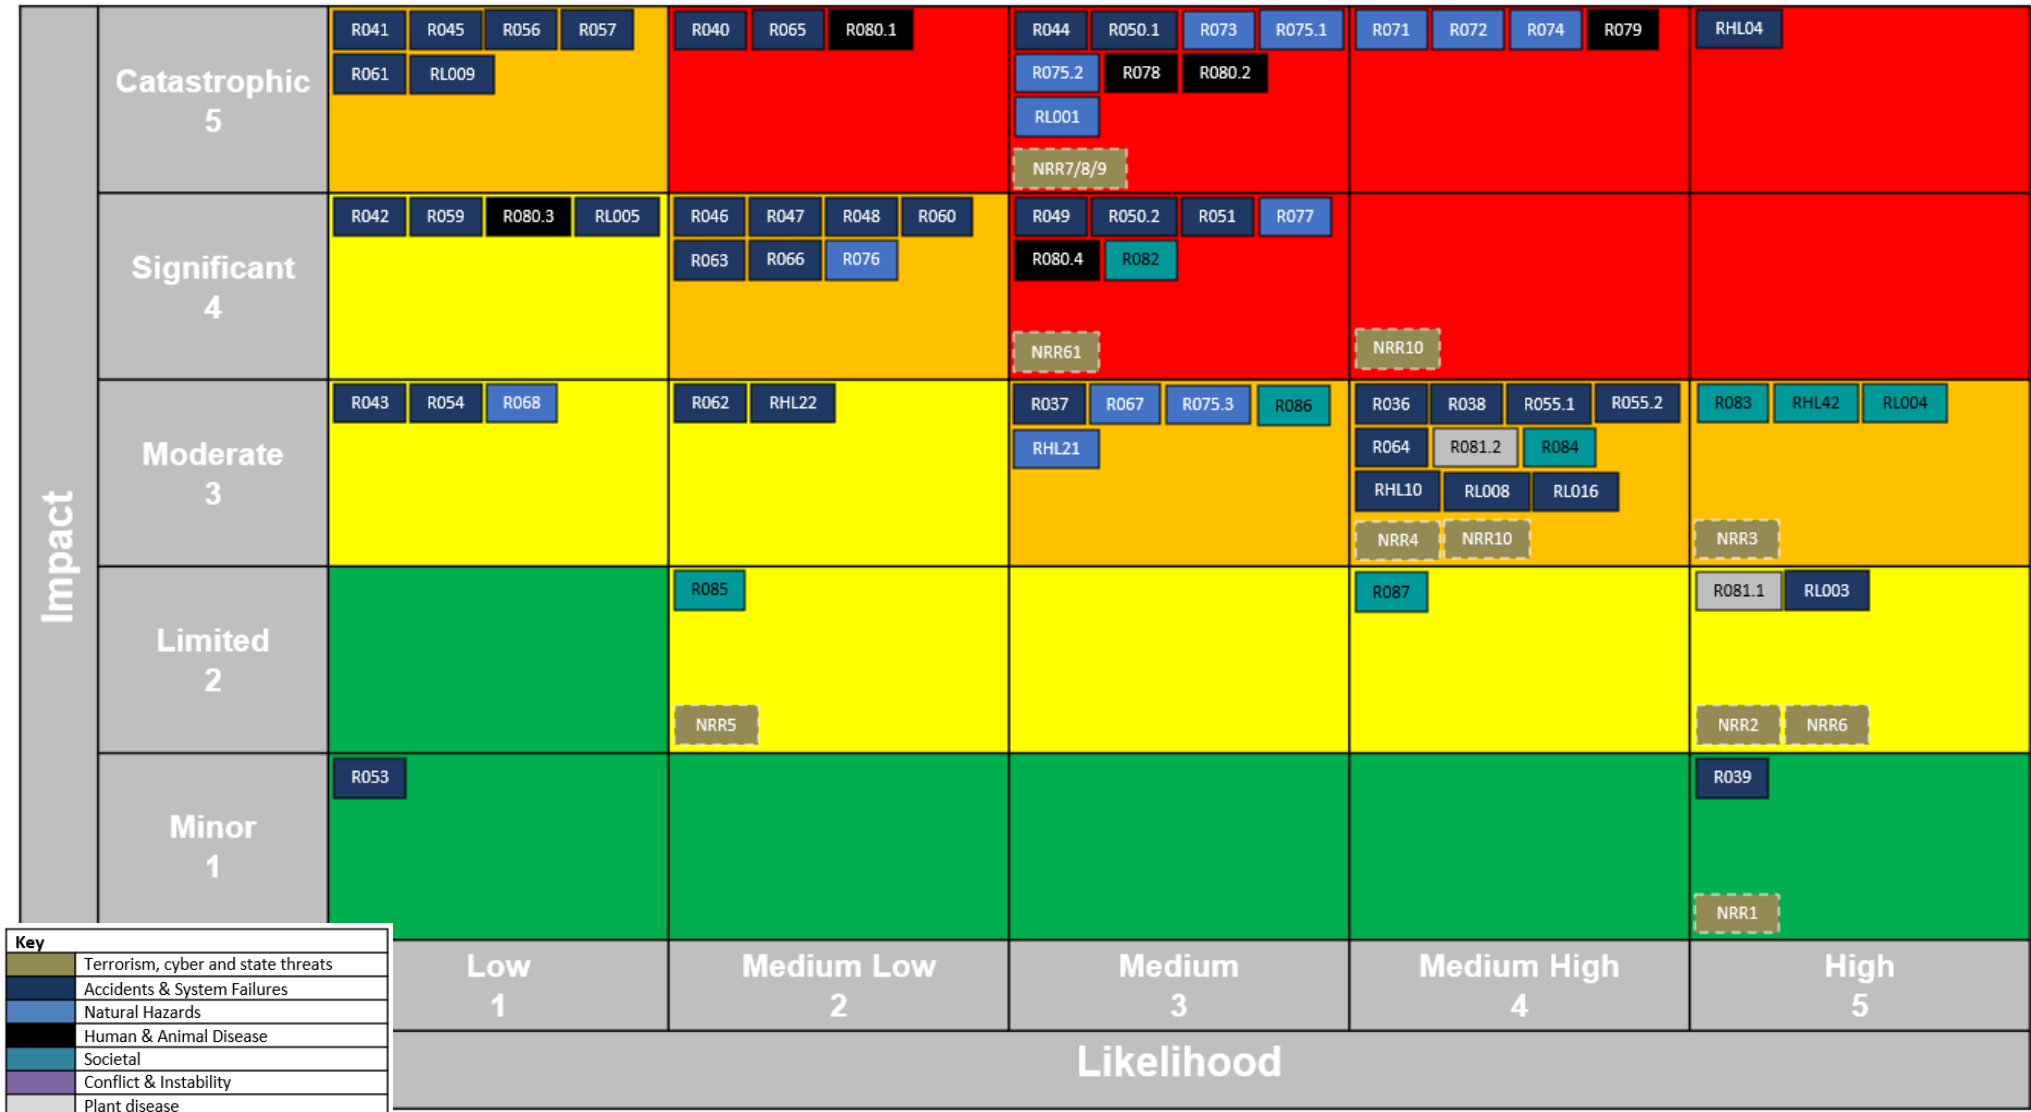 R041 R045 R056 R057 R040 R065 R080.1 R044 R050.1 R073 R075.1 R071 R072 R074 R079 RHL04
Catastrophic
5
R061 RL009 R075.2 R078 R080.2
RL001
NRR7/8/9
R042 R059 R080.3 RL005 R046 R047 R048 R060 R049 R050.2 R051 R077
Significant
4
R063 R066 R076 R080.4 R082
NRR61 NRR10
R043 R054 R068 R062 RHL22 R037 R067 R075.3 R086 R036 R038 R055.1 R055.2 R083 RHL42 RL004
Moderate
3
RHL21 R064 R081.2 R084
RHL10 RL008 RL016
NRR4 NRR10 NRR3
Impact
R085 R087 R081.1 RL003
Limited
2
NRR5 NRR2 NRR6
R053 R039
Minor
1
NRR1
Key
Terrorism, cyber and state threats
Accidents & System Failures
Natural Hazards
Human & Animal Disease
Societal
Conflict & Instability
Plant disease
Low
1
Medium Low
2
Medium
3
Medium High
4
High
5
Likelihood